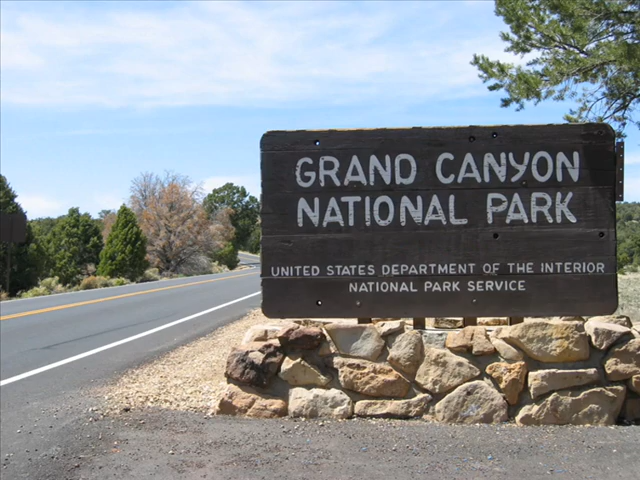 GRAND CANYON
NATIONAL PARK
UNITED STATES DEPARTMENT OF THE INTERIOR
NATIONAL PARK SERVICE